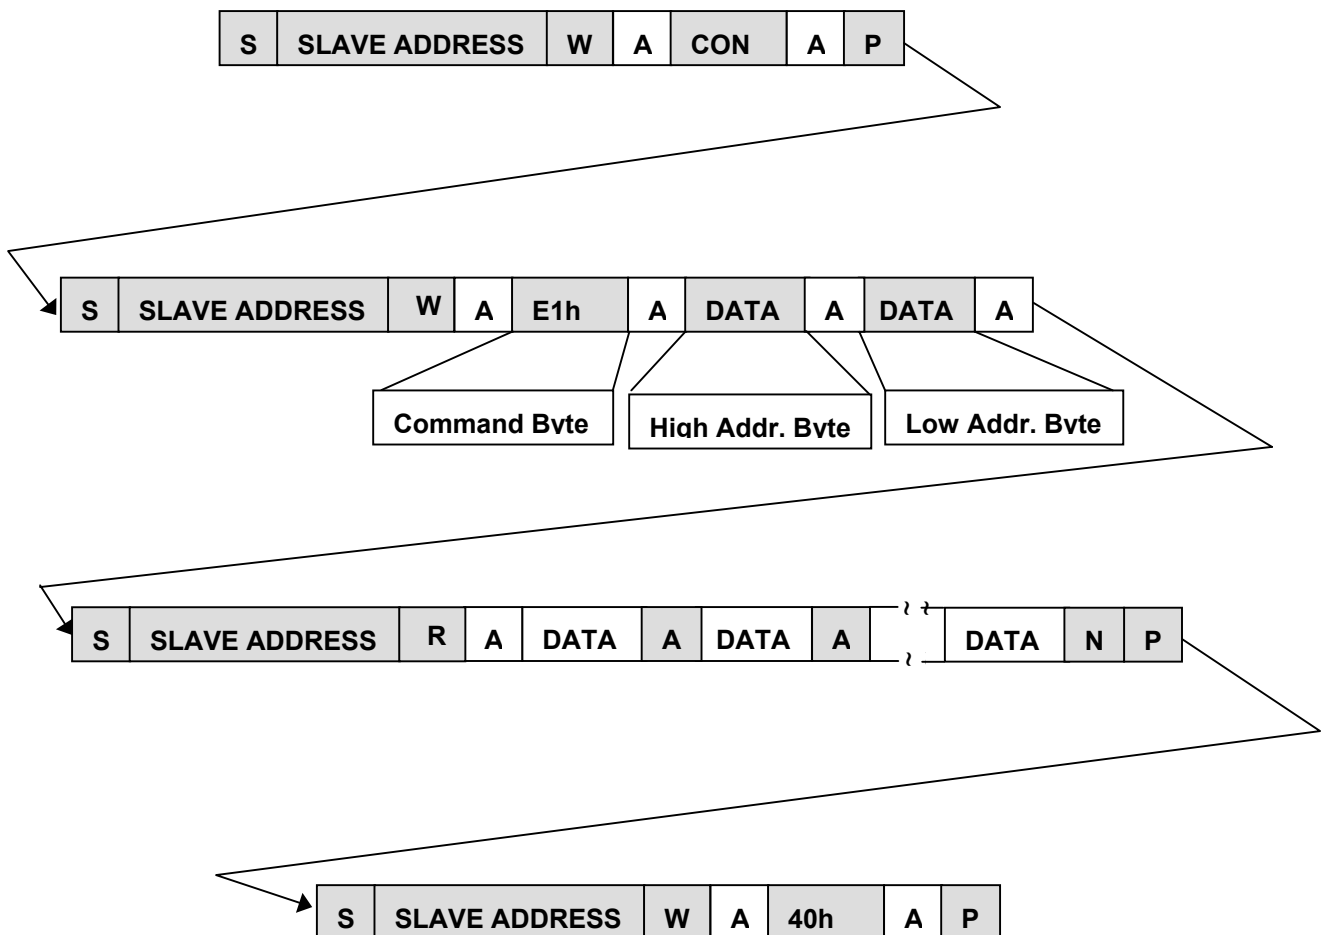 S SLAVE ADDRESS W A CON A P
S SLAVE ADDRESS W A E1h A DATA A DATA A
Command Byte High Addr. Byte Low Addr. Byte
S SLAVE ADDRESS R A DATA A DATA A ~ ~ ~ DATA N P
S SLAVE ADDRESS W A 40h A P